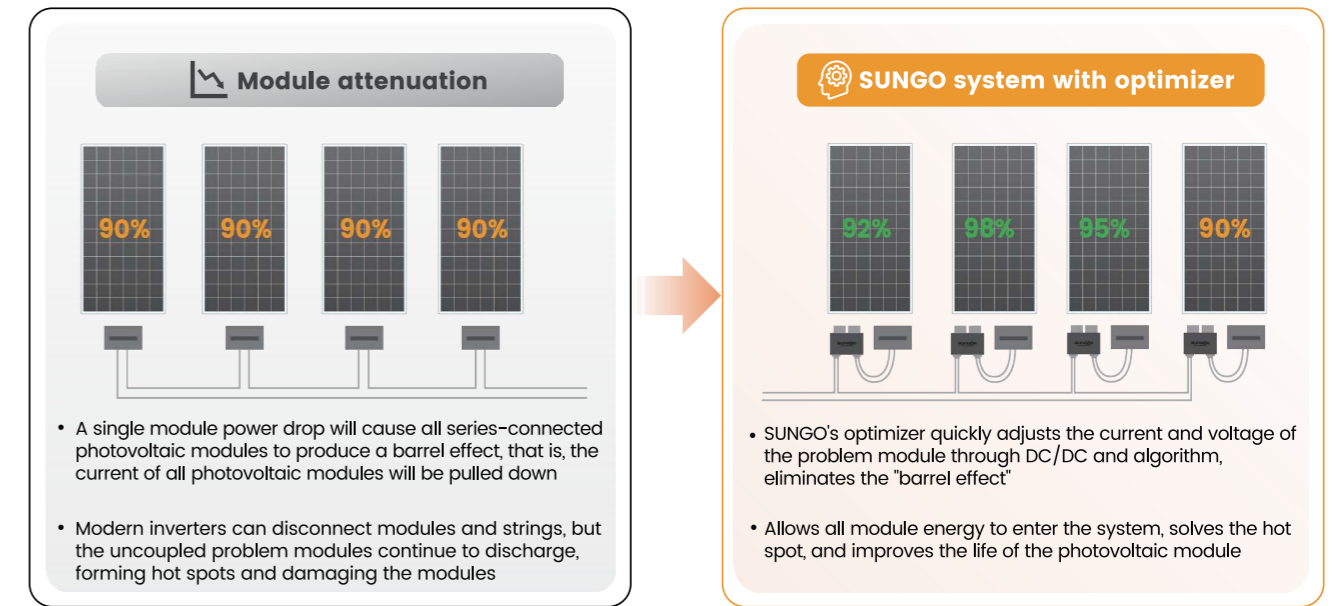 Module attenuation
90%
90%
90%
90%
• A single module power drop will cause all series-connected
photovoltaic modules to produce a barrel effect, that is, the
current of all photovoltaic modules will be pulled down
• Modern inverters can disconnect modules and strings, but
the uncoupled problem modules continue to discharge,
forming hot spots and damaging the modules
SUNGO system with optimizer
92%
98%
95%
90%
• SUNGO's optimizer quickly adjusts the current and voltage of
the problem module through DC/DC and algorithm,
eliminates the "barrel effect"
• Allows all module energy to enter the system, solves the hot
spot, and improves the life of the photovoltaic module